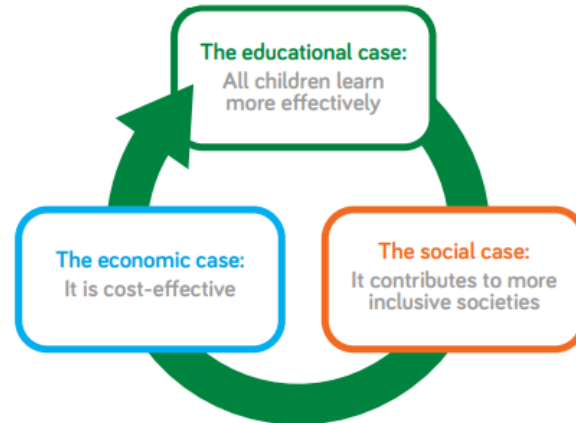 The educational case:
All children learn
more effectively
The economic case:
It is cost-effective
The social case:
It contributes to more
inclusive societies